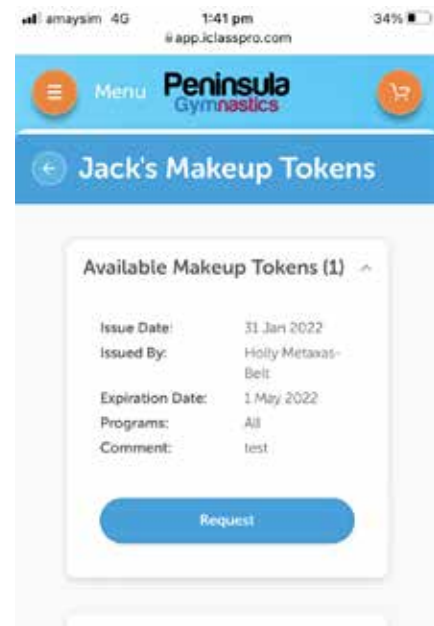 amaysim 4G 1:41 pm 34%
app.iclasspro.com
Menu Peninsula
Gymnastics
Jack's Makeup Tokens
Available Makeup Tokens (1)
Issue Date: 31 Jan 2022
Issued By: Holly Metaxas-
Belt
Expiration Date: 1 May 2022
Programs: All
Comment: test
Request